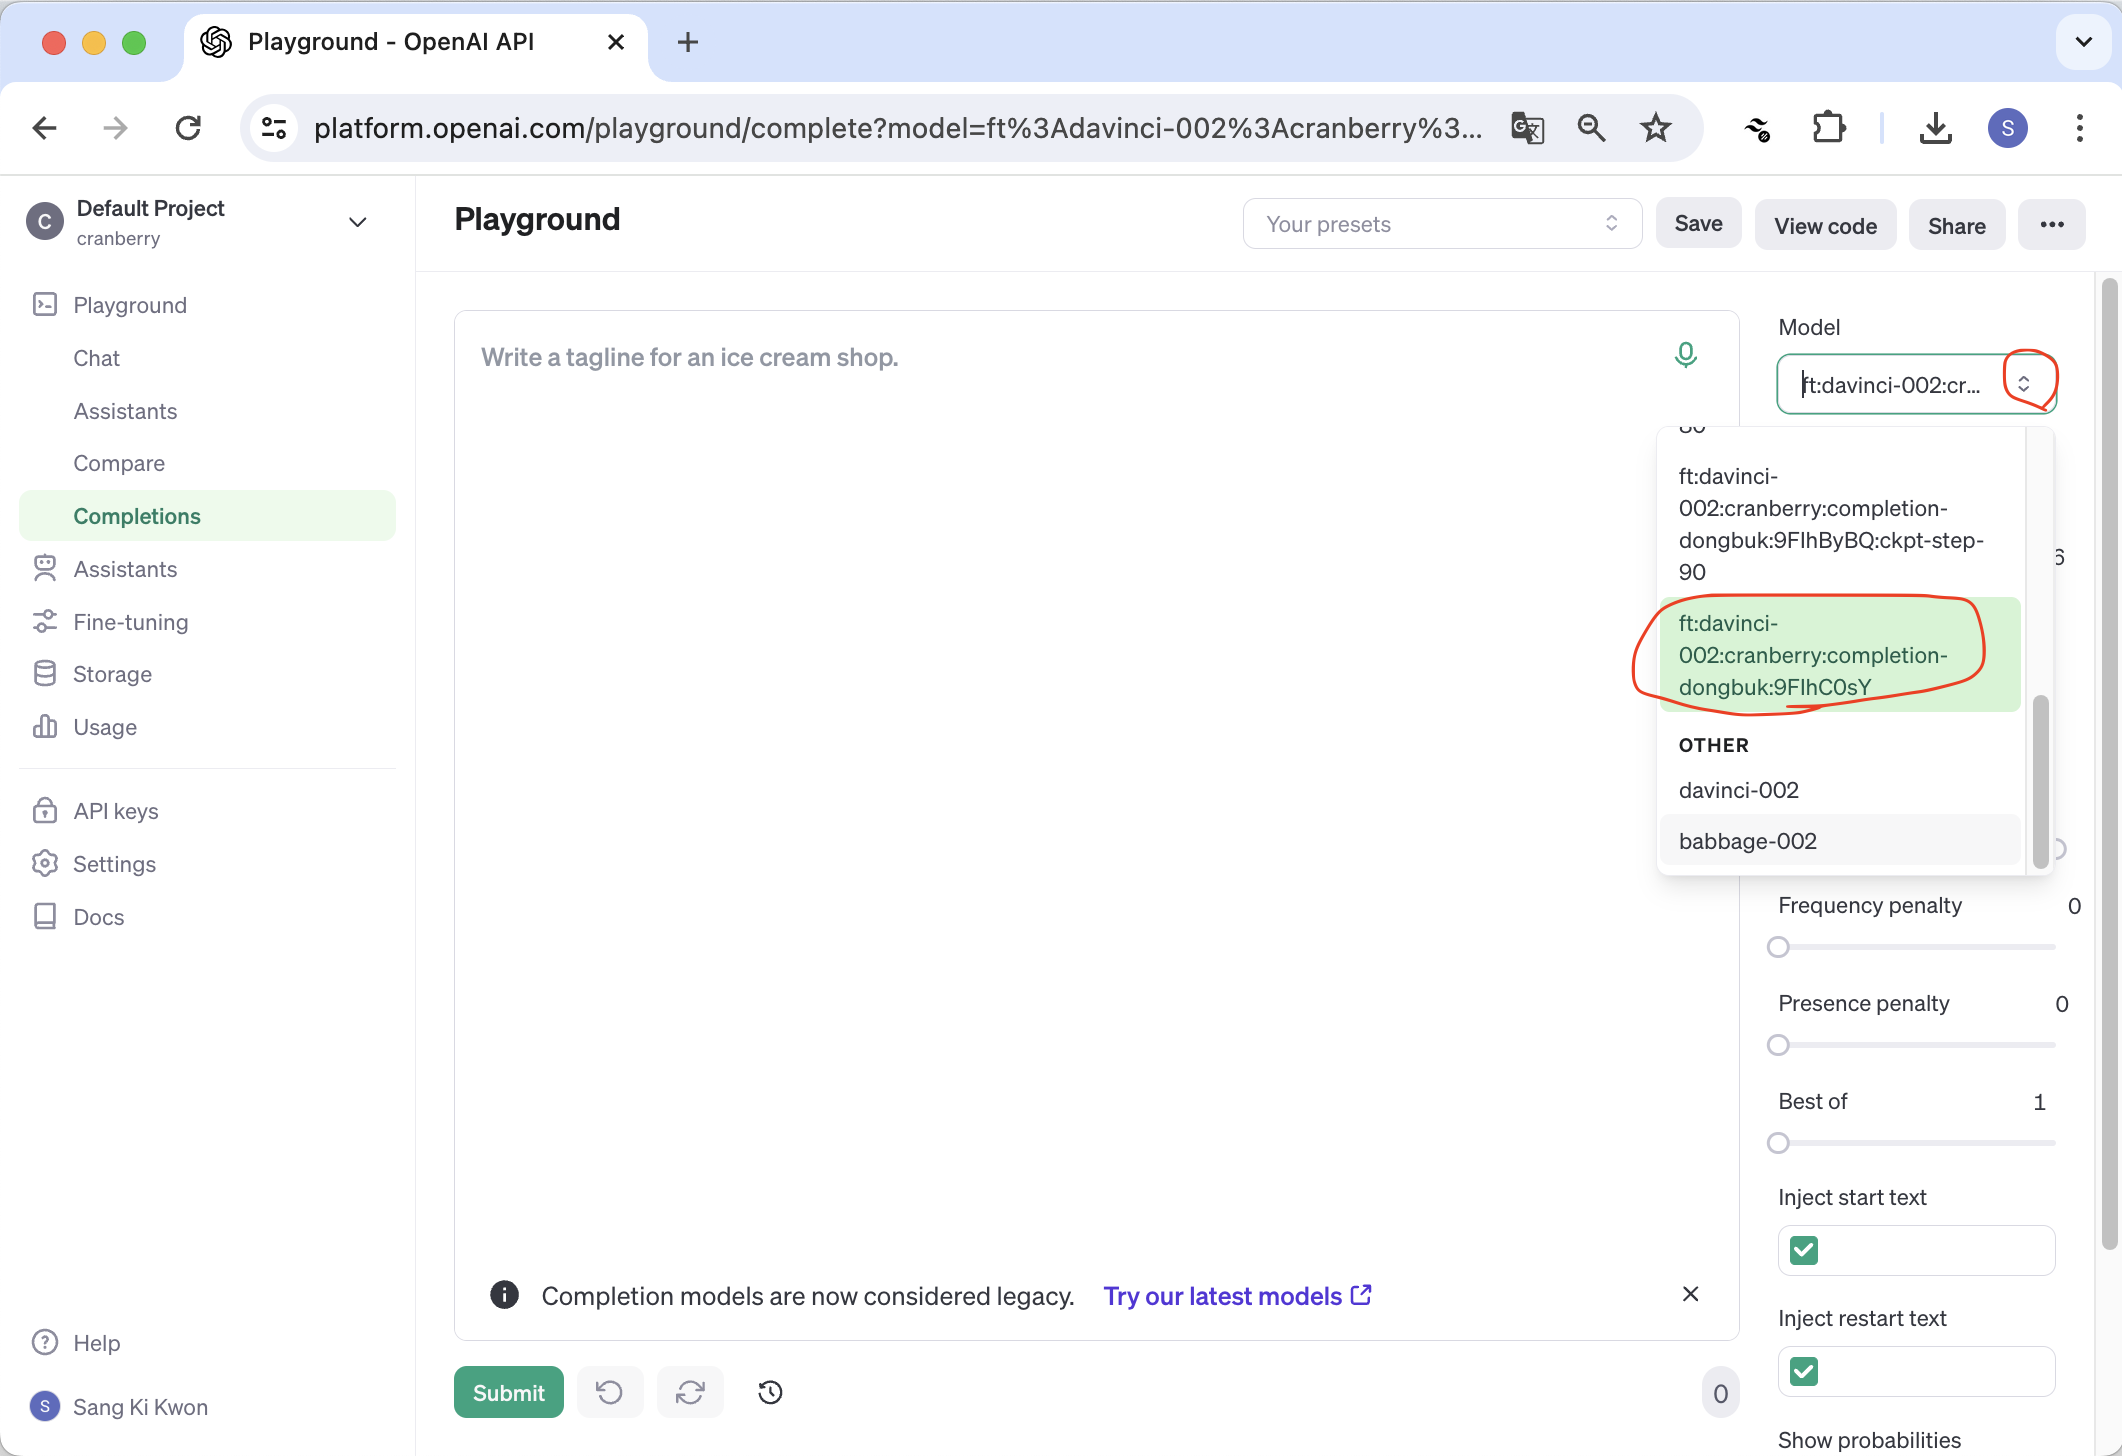 Playground - OpenAI API
platform.openai.com/playground/complete?model=ft%3Adavinci-002%3Acranberry%3...
S
C
Default Project
cranberry
Playground
Chat
Assistants
Compare
Completions
Assistants
Fine-tuning
Storage
Usage
API keys
Settings
Docs
Help
S
Sang Ki Kwon
Playground
Your presets
Save
View code
Share
Write a tagline for an ice cream shop.
Completion models are now considered legacy. Try our latest models
Submit
0
Model
ft:davinci-002:cr...
80
ft:davinci-
002:cranberry:completion-
dongbuk:9FlhByBQ:ckpt-step-
90
ft:davinci-
002:cranberry:completion-
dongbuk:9FlhC0sY
OTHER
davinci-002
babbage-002
6
Frequency penalty 0
Presence penalty 0
Best of 1
Inject start text
Inject restart text
Show probabilities